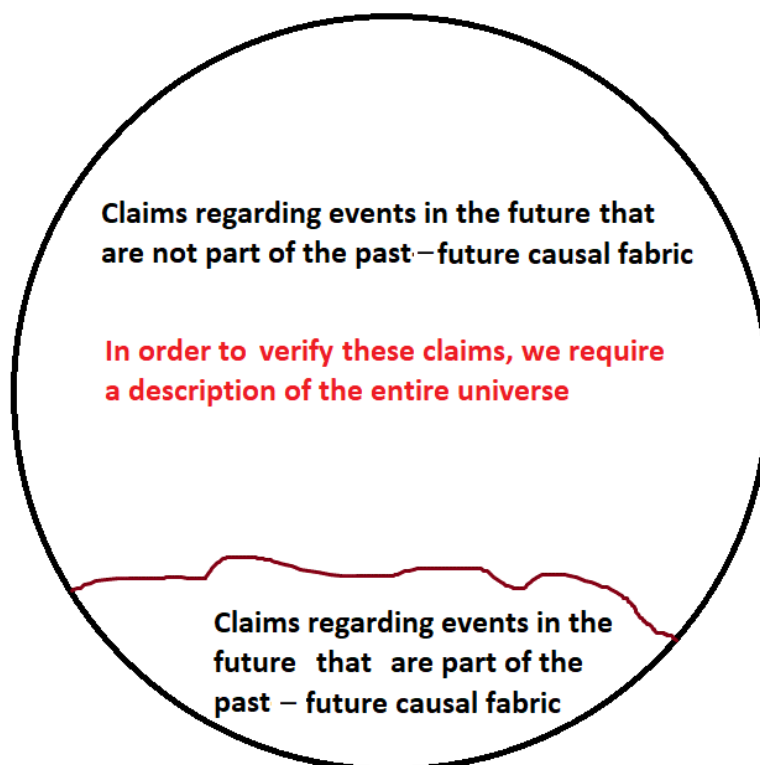 Claims regarding events in the future that
are not part of the past – future causal fabric
In order to verify these claims, we require
a description of the entire universe
Claims regarding events in the
future that are part of the
past – future causal fabric